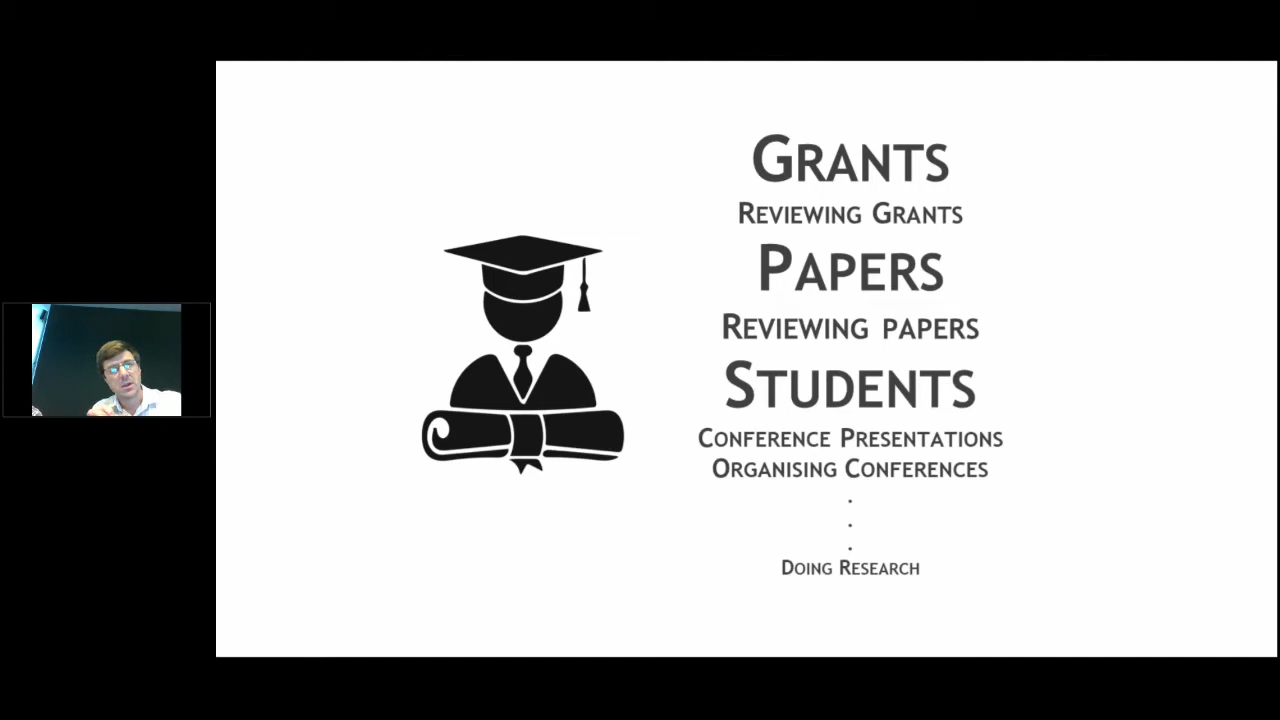 Grants
Reviewing Grants
Papers
Reviewing papers
Students
Conference Presentations
Organising Conferences
.
.
.
Doing Research